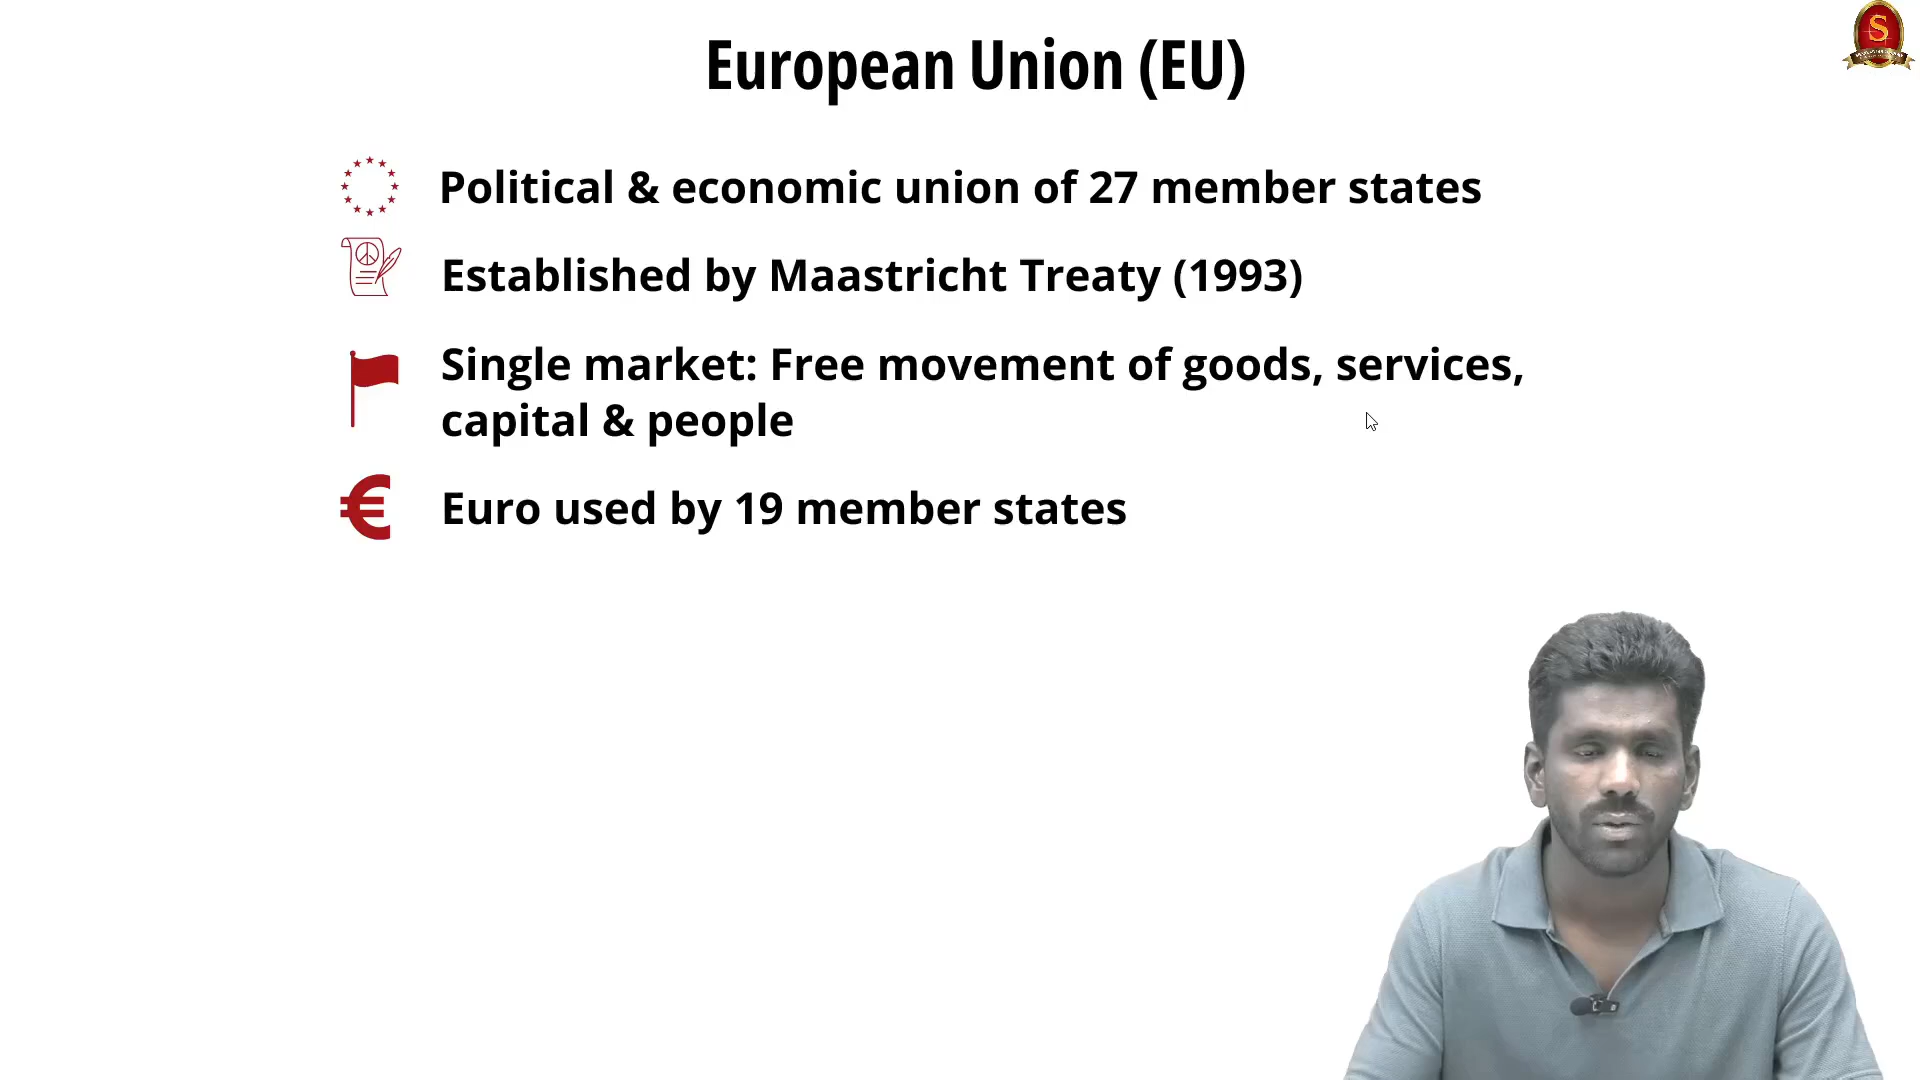 European Union (EU)
S
Political & economic union of 27 member states
Established by Maastricht Treaty (1993)
Single market: Free movement of goods, services,
capital & people
€
Euro used by 19 member states